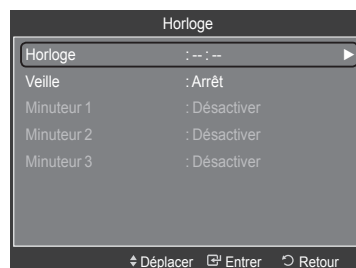 Horloge
Horloge : -- : --
Veille : Arrêt
Minuteur 1 : Désactiver
Minuteur 2 : Désactiver
Minuteur 3 : Désactiver
Déplacer Entrer Retour